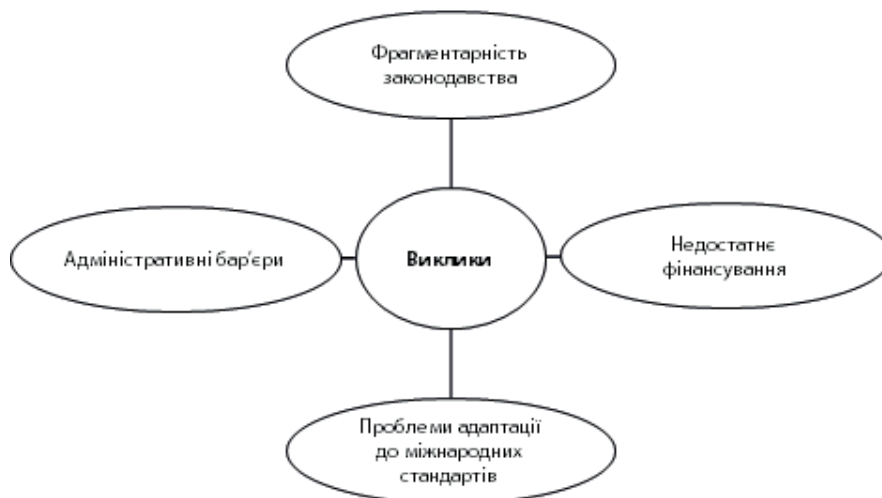 Фрагментарність
законодавства
Адміністративні бар'єри
Виклики
Недостатнє
фінансування
Проблеми адаптації
до міжнародних
стандартів